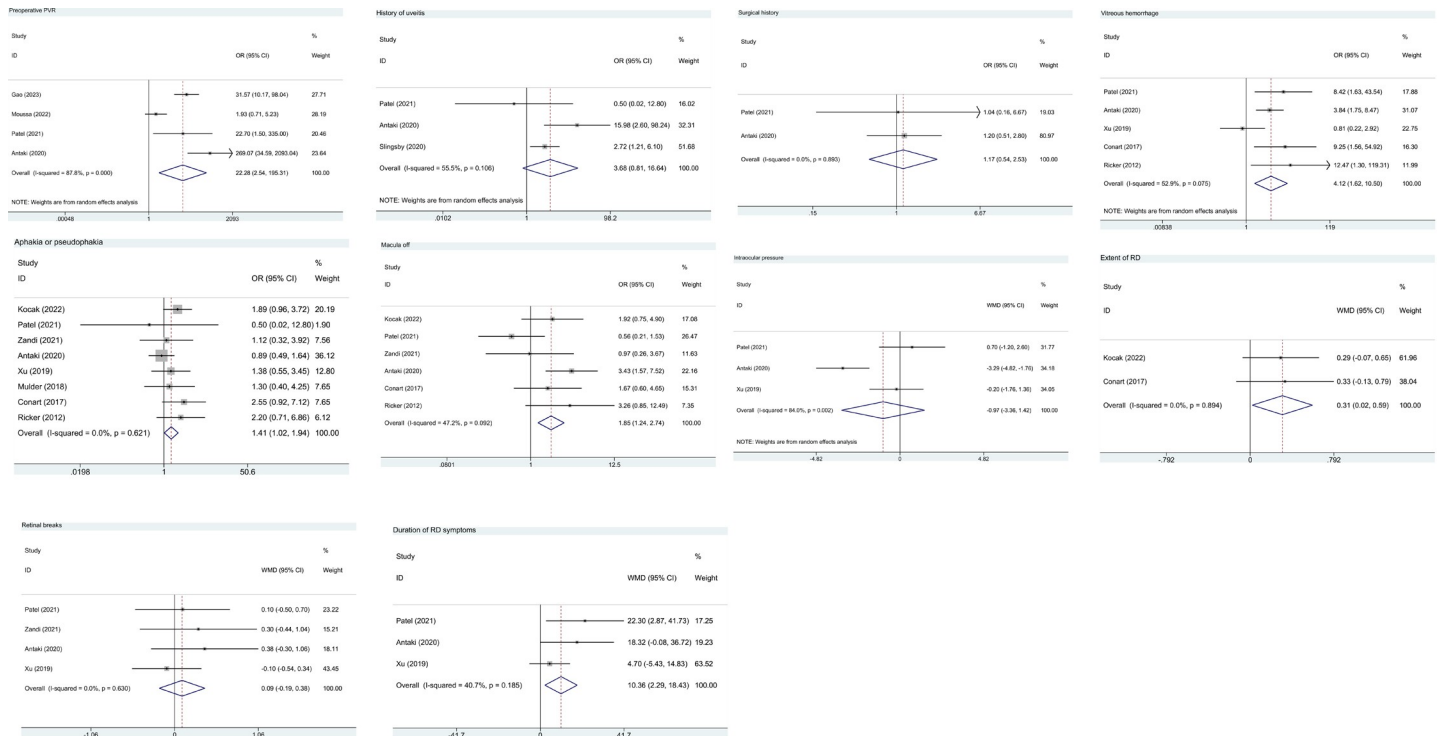 Preoperative PVR
Study %
ID OR (95% CI) Weight
Gao (2023) 31.57 (10.17, 98.04) 27.71
Moussa (2022) 1.93 (0.71, 5.23) 28.19
Patel (2021) 22.70 (1.50, 335.00) 20.46
Antaki (2020) 269.07 (34.59, 2093.04) 23.64
Overall (I-squared = 87.8%, p = 0.000) 22.28 (2.54, 195.31) 100.00
NOTE: Weights are from random effects analysis
.00048 1 2093
History of uveitis
Study %
ID OR (95% CI) Weight
Patel (2021) 0.50 (0.02, 12.80) 16.02
Antaki (2020) 15.98 (2.60, 98.24) 32.31
Slingsby (2021) 2.72 (1.21, 6.10) 51.68
Overall (I-squared = 55.5%, p = 0.106) 3.68 (0.81, 16.64) 100.00
NOTE: Weights are from random effects analysis
.0102 1 98.2
Surgical history
Study %
ID OR (95% CI) Weight
Patel (2021) 1.04 (0.16, 6.67) 19.03
Antaki (2020) 1.20 (0.51, 2.80) 80.97
Overall (I-squared = 0.0%, p = 0.893) 1.17 (0.54, 2.53) 100.00
.15 1 6.67
Vitreous hemorrhage
Study %
ID OR (95% CI) Weight
Patel (2021) 8.42 (1.63, 43.54) 17.88
Antaki (2020) 3.84 (1.75, 8.47) 31.07
Xu (2019) 0.81 (0.22, 2.92) 22.75
Conart (2017) 9.25 (1.56, 54.92) 16.30
Ricker (2012) 12.47 (1.30, 119.31) 11.99
Overall (I-squared = 52.9%, p = 0.075) 4.12 (1.62, 10.50) 100.00
NOTE: Weights are from random effects analysis
.00838 1 119
Aphakia or pseudophakia
Study %
ID OR (95% CI) Weight
Kocak (2022) 1.89 (0.96, 3.72) 20.19
Patel (2021) 0.50 (0.02, 12.80) 1.90
Zandi (2021) 1.12 (0.32, 3.92) 7.56
Antaki (2020) 0.89 (0.49, 1.64) 36.12
Xu (2019) 1.38 (0.55, 3.45) 12.80
Mulder (2018) 1.30 (0.40, 4.25) 7.65
Conart (2017) 2.55 (0.92, 7.12) 7.65
Ricker (2012) 2.20 (0.71, 6.86) 6.12
Overall (I-squared = 0.0%, p = 0.621) 1.41 (1.02, 1.94) 100.00
.0198 1 50.6
Macula off
Study %
ID OR (95% CI) Weight
Kocak (2022) 1.92 (0.75, 4.90) 17.08
Patel (2021) 0.56 (0.21, 1.53) 26.47
Zandi (2021) 0.97 (0.26, 3.67) 11.63
Antaki (2020) 3.43 (1.57, 7.52) 22.16
Conart (2017) 1.67 (0.60, 4.65) 15.31
Ricker (2012) 3.26 (0.85, 12.49) 7.35
Overall (I-squared = 47.2%, p = 0.092) 1.85 (1.24, 2.74) 100.00
.0801 1 12.5
Intraocular pressure
Study %
ID WMD (95% CI) Weight
Patel (2021) 0.70 (-1.20, 2.60) 31.77
Antaki (2020) -3.29 (-4.82, -1.76) 34.18
Xu (2019) -0.20 (-1.76, 1.36) 34.05
Overall (I-squared = 84.0%, p = 0.002) -0.97 (-3.36, 1.42) 100.00
NOTE: Weights are from random effects analysis
-4.82 0 4.82
Extent of RD
Study %
ID WMD (95% CI) Weight
Kocak (2022) 0.29 (-0.07, 0.65) 61.96
Conart (2017) 0.33 (-0.13, 0.79) 38.04
Overall (I-squared = 0.0%, p = 0.894) 0.31 (0.02, 0.59) 100.00
-.792 0 .792
Retinal breaks
Study %
ID WMD (95% CI) Weight
Patel (2021) 0.10 (-0.50, 0.70) 23.22
Zandi (2021) 0.30 (-0.44, 1.04) 15.21
Antaki (2020) 0.38 (-0.30, 1.06) 18.11
Xu (2019) -0.10 (-0.54, 0.34) 43.45
Overall (I-squared = 0.0%, p = 0.630) 0.09 (-0.19, 0.38) 100.00
-1.06 0 1.06
Duration of RD symptoms
Study %
ID WMD (95% CI) Weight
Patel (2021) 22.30 (2.87, 41.73) 17.25
Antaki (2020) 18.32 (-0.08, 36.72) 19.23
Xu (2019) 4.70 (-5.43, 14.83) 63.52
Overall (I-squared = 40.7%, p = 0.185) 10.36 (2.29, 18.43) 100.00
-41.7 0 41.7